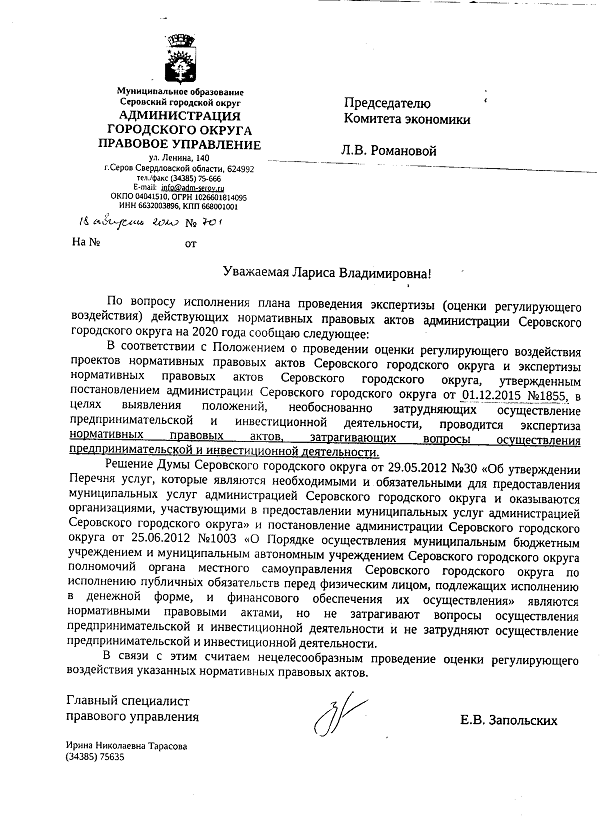 Муниципальное образование
Серовский городской округ
АДМИНИСТРАЦИЯ
ГОРОДСКОГО ОКРУГА
ПРАВОВОЕ УПРАВЛЕНИЕ
ул. Ленина, 140
г.Серов Свердловской области, 624992
тел./факс (34385) 75-666
E-mail: info@adm-serov.ru
ОКПО 04041510, ОГРН 1026601814095
ИНН 6632003896, КПП 668001001
18 2020 № 701
На № от
Председателю
Комитета экономики
Л.В. Романовой
Уважаемая Лариса Владимировна!
По вопросу исполнения плана проведения экспертизы (оценки регулирующего
воздействия) действующих нормативных правовых актов администрации Серовского
городского округа на 2020 года сообщаю следующее:
В соответствии с Положением о проведении оценки регулирующего воздействия
проектов нормативных правовых актов Серовского городского округа и экспертизы
нормативных правовых актов Серовского городского округа, утвержденным
постановлением администрации Серовского городского округа от 01.12.2015 №1855, в
целях выявления положений, необоснованно затрудняющих осуществление
предпринимательской и инвестиционной деятельности, проводится экспертиза
нормативных правовых актов, затрагивающих вопросы осуществления
предпринимательской и инвестиционной деятельности.
Решение Думы Серовского городского округа от 29.05.2012 №30 «Об утверждении
Перечня услуг, которые являются необходимыми и обязательными для предоставления
муниципальных услуг администрацией Серовского городского округа и оказываются
организациями, участвующими в предоставлении муниципальных услуг администрацией
Серовского городского округа» и постановление администрации Серовского городского
округа от 25.06.2012 №1003 «О Порядке осуществления муниципальным бюджетным
учреждением и муниципальным автономным учреждением Серовского городского округа
полномочий органа местного самоуправления Серовского городского округа по
исполнению публичных обязательств перед физическим лицом, подлежащих исполнению
в денежной форме, и финансового обеспечения их осуществления» являются
нормативными правовыми актами, но не затрагивают вопросы осуществления
предпринимательской и инвестиционной деятельности и не затрудняют осуществление
предпринимательской и инвестиционной деятельности.
В связи с этим считаем нецелесообразным проведение оценки регулирующего
воздействия указанных нормативных правовых актов.
Главный специалист
правового управления
Е.В. Запольских
Ирина Николаевна Тарасова
(34385) 75635